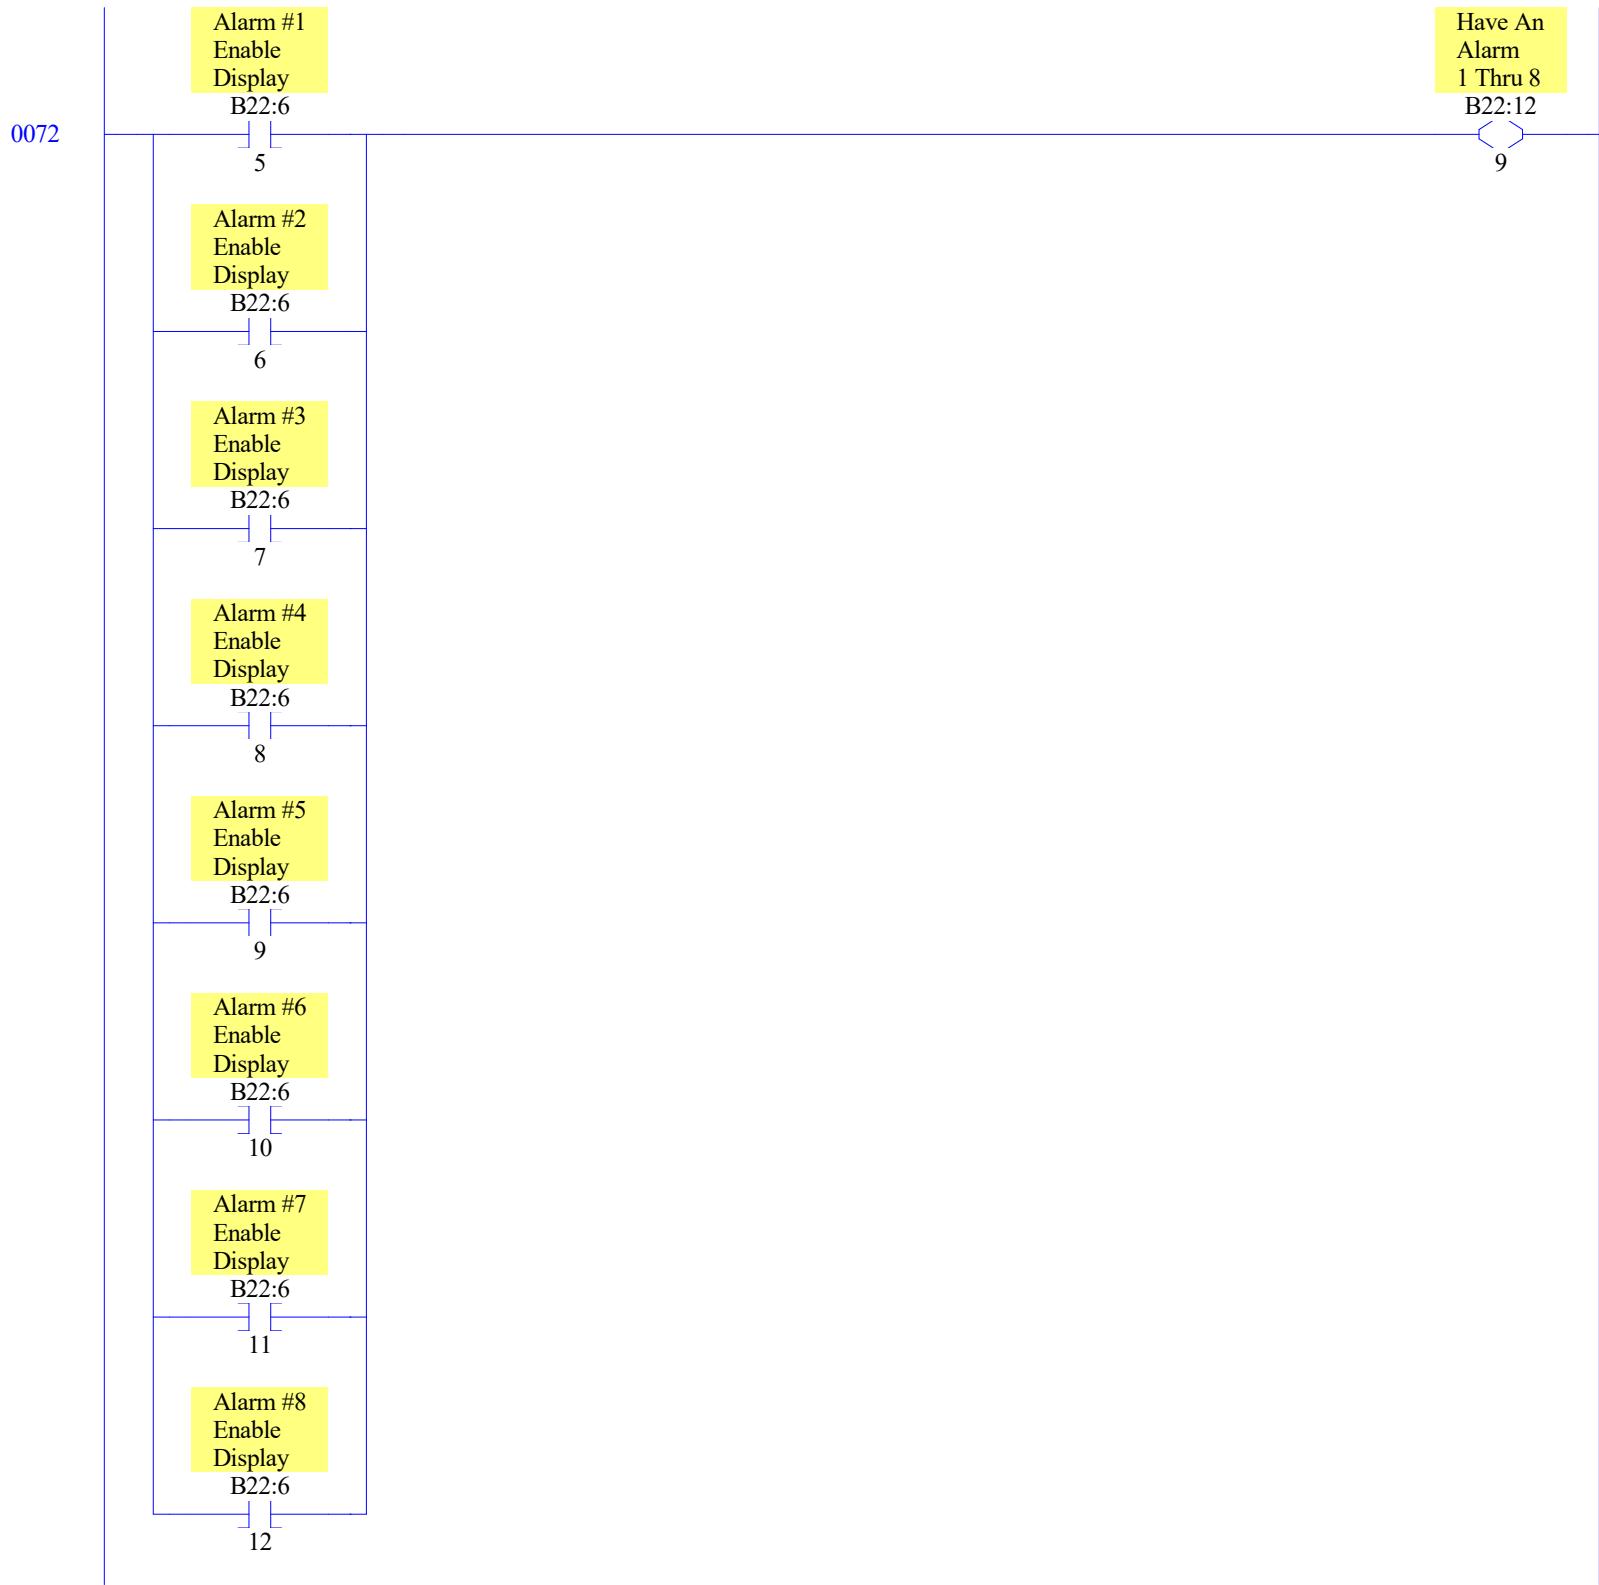 Alarm #1
Enable
Display
B22:6
5
Have An
Alarm
1 Thru 8
B22:12
9
0072
Alarm #2
Enable
Display
B22:6
6
Alarm #3
Enable
Display
B22:6
7
Alarm #4
Enable
Display
B22:6
8
Alarm #5
Enable
Display
B22:6
9
Alarm #6
Enable
Display
B22:6
10
Alarm #7
Enable
Display
B22:6
11
Alarm #8
Enable
Display
B22:6
12